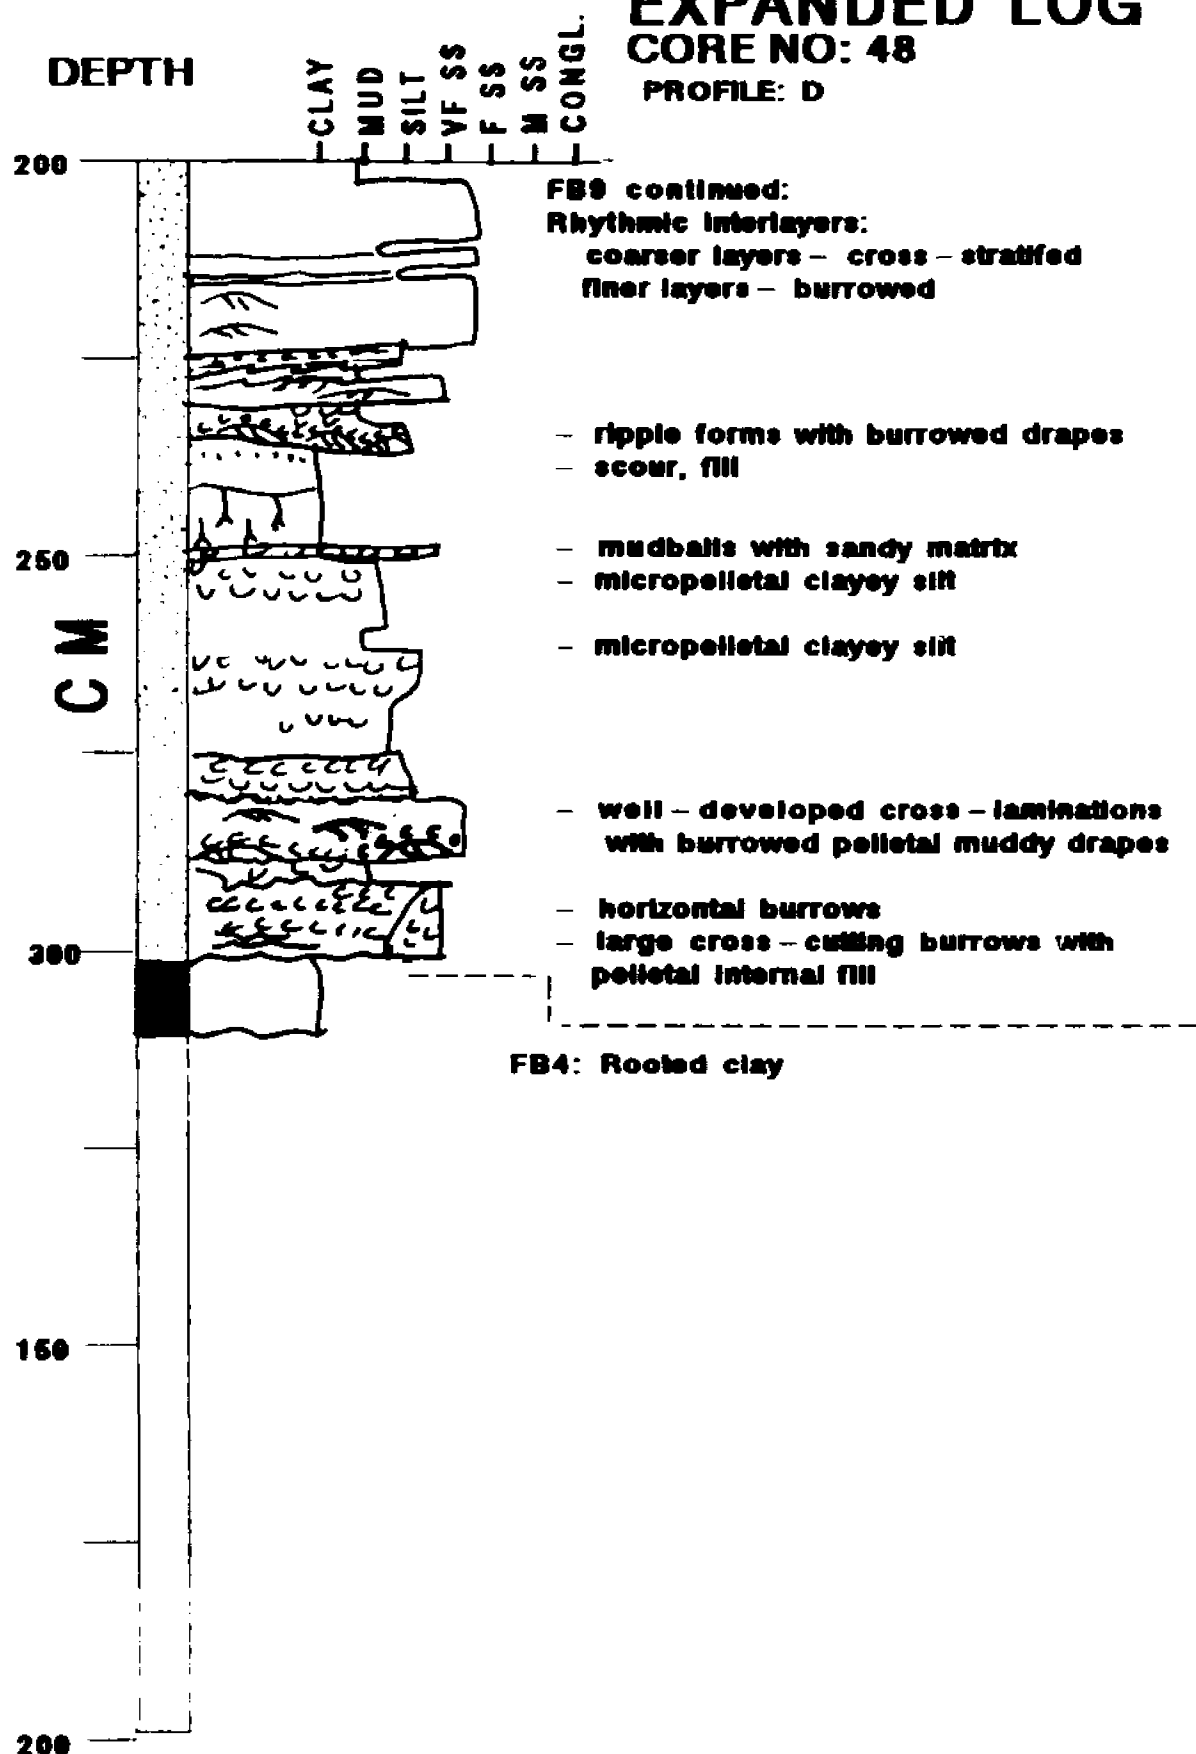 EXPANDED LOG
CORE NO: 48
PROFILE: D
DEPTH
CLAY
MUD
SILT
VF SS
F SS
M SS
CONGL.
200
FB9 continued:
Rhythmic interlayers:
coarser layers – cross – stratifed
finer layers – burrowed
– ripple forms with burrowed drapes
– scour, fill
250
– mudballs with sandy matrix
– micropelletal clayey silt
CM
– micropelletal clayey silt
– well – developed cross – laminations
with burrowed pelletal muddy drapes
– horizontal burrows
300
– large cross – cutting burrows with
pelletal internal fill
FB4: Rooted clay
150
200